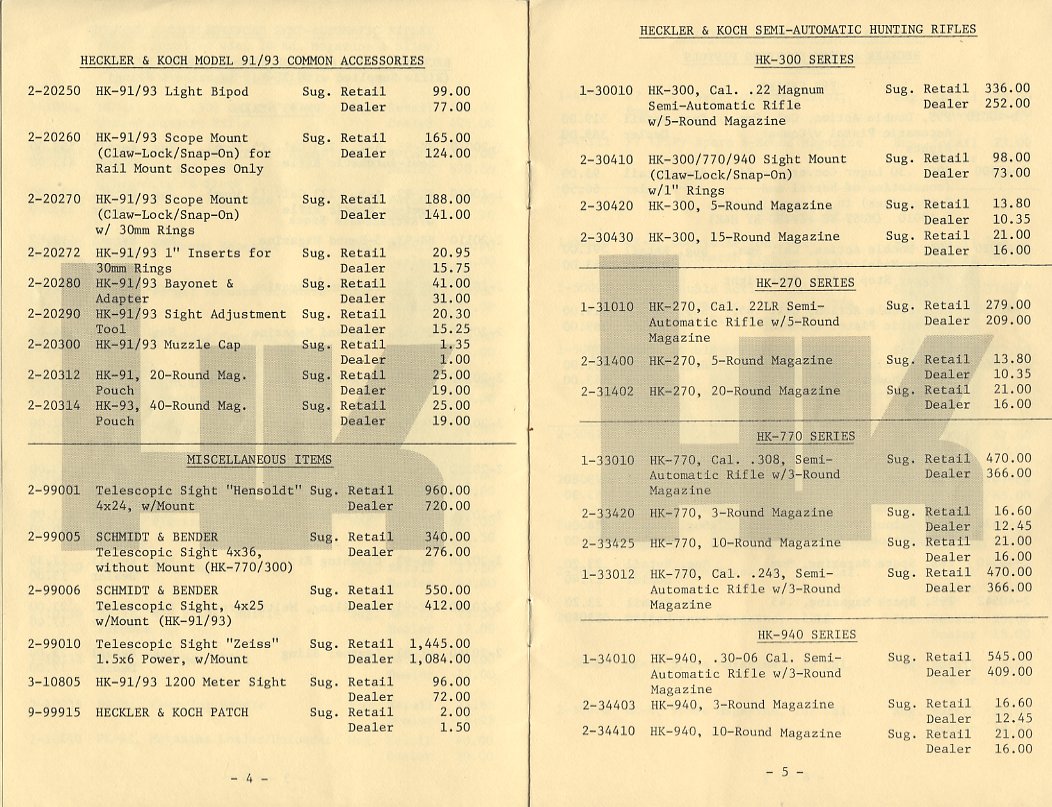 HECKLER & KOCH MODEL 91/93 COMMON ACCESSORIES
2-20250 HK-91/93 Light Bipod Sug. Retail 99.00
Dealer 77.00
2-20260 HK-91/93 Scope Mount Sug. Retail 165.00
(Claw-Lock/Snap-On) for Dealer 124.00
Rail Mount Scopes Only
2-20270 HK-91/93 Scope Mount Sug. Retail 188.00
(Claw-Lock/Snap-On) Dealer 141.00
w/ 30mm Rings
2-20272 HK-91/93 1" Inserts for Sug. Retail 20.95
30mm Rings Dealer 15.75
2-20280 HK-91/93 Bayonet & Sug. Retail 41.00
Adapter Dealer 31.00
2-20290 HK-91/93 Sight Adjustment Sug. Retail 20.30
Tool Dealer 15.25
2-20300 HK-91/93 Muzzle Cap Sug. Retail 1.35
Dealer 1.00
2-20312 HK-91, 20-Round Mag. Sug. Retail 25.00
Pouch Dealer 19.00
2-20314 HK-93, 40-Round Mag. Sug. Retail 25.00
Pouch Dealer 19.00
MISCELLANEOUS ITEMS
2-99001 Telescopic Sight "Hensoldt" Sug. Retail 960.00
4x24, w/Mount Dealer 720.00
2-99005 SCHMIDT & BENDER Sug. Retail 340.00
Telescopic Sight 4x36, Dealer 276.00
without Mount (HK-770/300)
2-99006 SCHMIDT & BENDER Sug. Retail 550.00
Telescopic Sight, 4x25 Dealer 412.00
w/Mount (HK-91/93)
2-99010 Telescopic Sight "Zeiss" Sug. Retail 1,445.00
1.5x6 Power, w/Mount Dealer 1,084.00
3-10805 HK-91/93 1200 Meter Sight Sug. Retail 96.00
Dealer 72.00
9-99915 HECKLER & KOCH PATCH Sug. Retail 2.00
Dealer 1.50
- 4 -
HECKLER & KOCH SEMI-AUTOMATIC HUNTING RIFLES
HK-300 SERIES
1-30010 HK-300, Cal. .22 Magnum Sug. Retail 336.00
Semi-Automatic Rifle Dealer 252.00
w/5-Round Magazine
2-30410 HK-300/770/940 Sight Mount Sug. Retail 98.00
(Claw-Lock/Snap-On) Dealer 73.00
w/1" Rings
2-30420 HK-300, 5-Round Magazine Sug. Retail 13.80
Dealer 10.35
2-30430 HK-300, 15-Round Magazine Sug. Retail 21.00
Dealer 16.00
HK-270 SERIES
1-31010 HK-270, Cal. 22LR Semi- Sug. Retail 279.00
Automatic Rifle w/5-Round Dealer 209.00
Magazine
2-31400 HK-270, 5-Round Magazine Sug. Retail 13.80
Dealer 10.35
2-31402 HK-270, 20-Round Magazine Sug. Retail 21.00
Dealer 16.00
HK-770 SERIES
1-33010 HK-770, Cal. .308, Semi- Sug. Retail 470.00
Automatic Rifle w/3-Round Dealer 366.00
Magazine
2-33420 HK-770, 3-Round Magazine Sug. Retail 16.60
Dealer 12.45
2-33425 HK-770, 10-Round Magazine Sug. Retail 21.00
Dealer 16.00
1-33012 HK-770, Cal. .243, Semi- Sug. Retail 470.00
Automatic Rifle w/3-Round Dealer 366.00
Magazine
HK-940 SERIES
1-34010 HK-940, .30-06 Cal. Semi- Sug. Retail 545.00
Automatic Rifle w/3-Round Dealer 409.00
Magazine
2-34403 HK-940, 3-Round Magazine Sug. Retail 16.60
Dealer 12.45
2-34410 HK-940, 10-Round Magazine Sug. Retail 21.00
Dealer 16.00
- 5 -
HK
HK